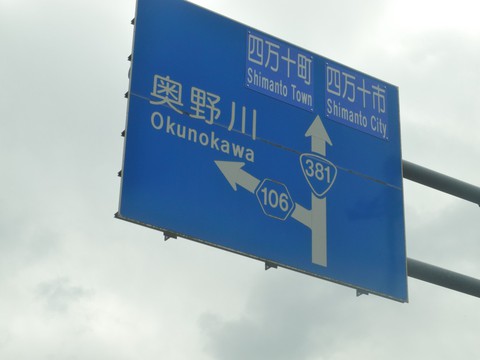 四万十町
Shimanto Town
四万十市
Shimanto City
奥野川
Okunokawa
381
106